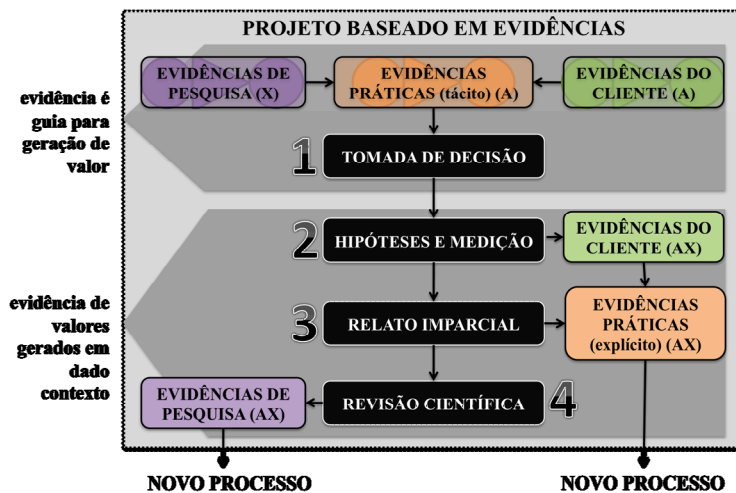 PROJETO BASEADO EM EVIDÊNCIAS
evidência é
guia para
geração de
valor
EVIDÊNCIAS DE
PESQUISA (X)
EVIDÊNCIAS
PRÁTICAS (tácito) (A)
EVIDÊNCIAS DO
CLIENTE (A)
1
TOMADA DE DECISÃO
evidência de
valores
gerados em
dado
contexto
2
HIPÓTESES E MEDIÇÃO
EVIDÊNCIAS DO
CLIENTE (AX)
3
RELATO IMPARCIAL
EVIDÊNCIAS
PRÁTICAS
(explícito) (AX)
EVIDÊNCIAS DE
PESQUISA (AX)
REVISÃO CIENTÍFICA
4
NOVO PROCESSO
NOVO PROCESSO